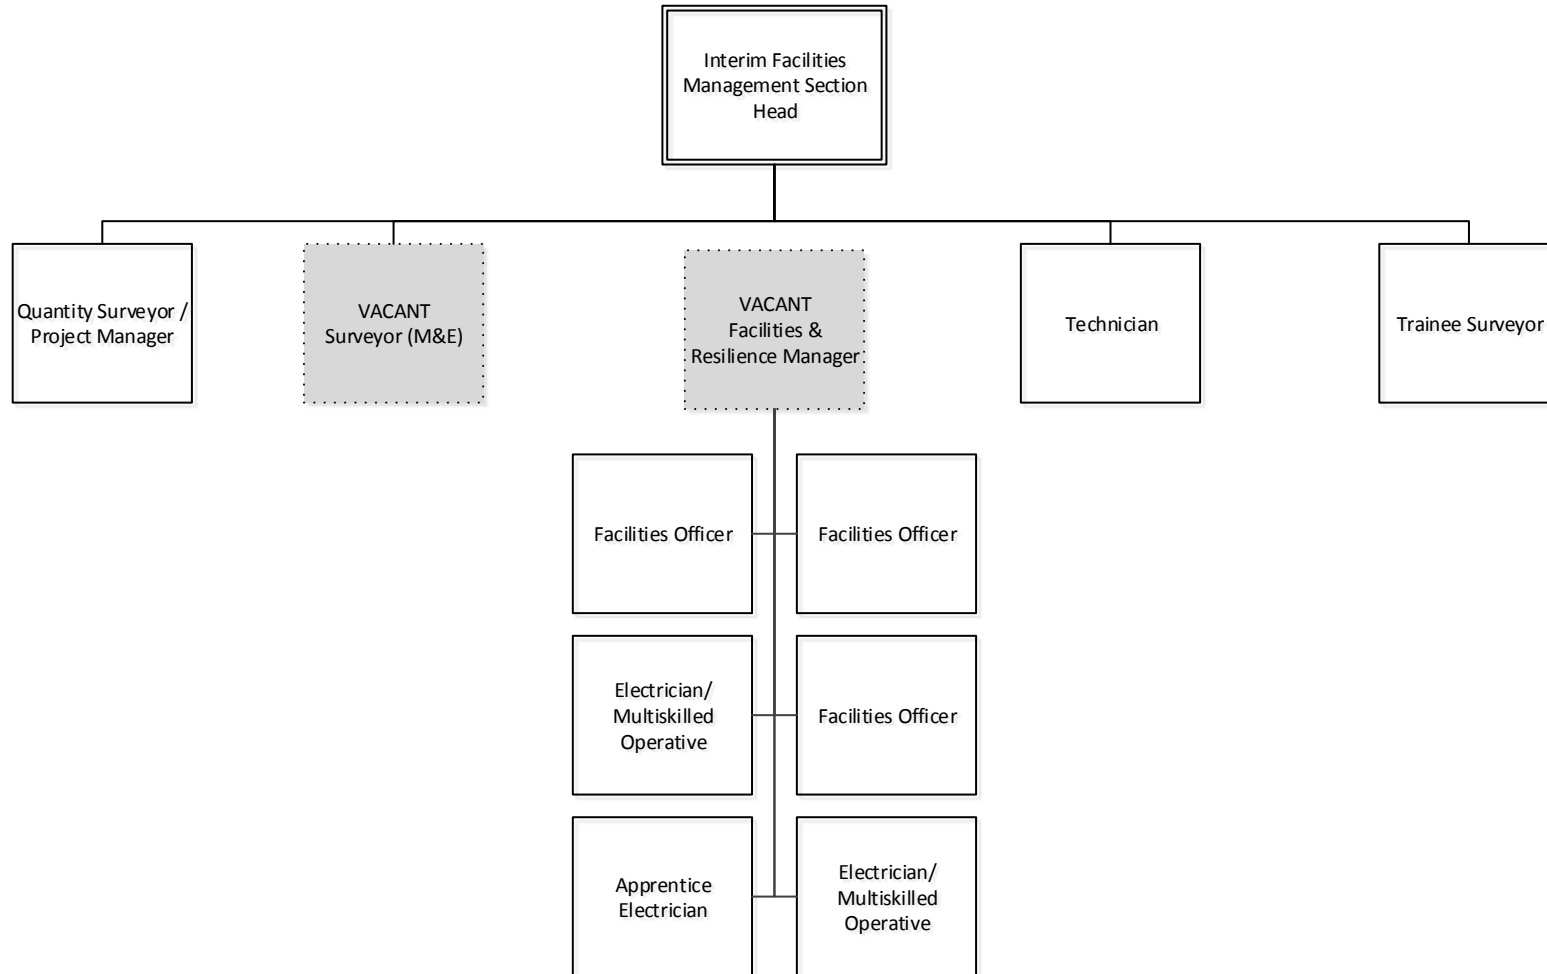 Interim Facilities
Management Section
Head
Quantity Surveyor /
Project Manager
VACANT
Surveyor (M&E)
VACANT
Facilities &
Resilience Manager
Technician
Trainee Surveyor
Facilities Officer
Facilities Officer
Electrician/
Multiskilled
Operative
Facilities Officer
Apprentice
Electrician
Electrician/
Multiskilled
Operative